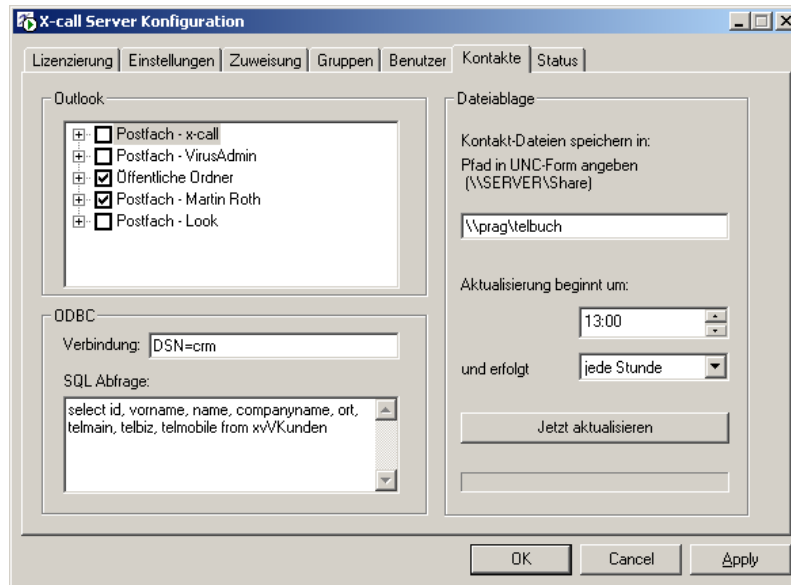 X-call Server Konfiguration
Lizenzierung
Einstellungen
Zuweisung
Gruppen
Benutzer
Kontakte
Status
Outlook
Postfach - x-call
Postfach - VirusAdmin
Öffentliche Ordner
Postfach - Martin Roth
Postfach - Look
ODBC
Verbindung: DSN=crm
SQL Abfrage:
select id, vorname, name, companyname, ort,
telmain, telbiz, telmobile from xvVKunden
Dateiablage
Kontakt-Dateien speichern in:
Pfad in UNC-Form angeben
(\\SERVER\Share)
\\prag\telbuch
Aktualisierung beginnt um:
13:00
und erfolgt jede Stunde
Jetzt aktualisieren
OK
Cancel
Apply